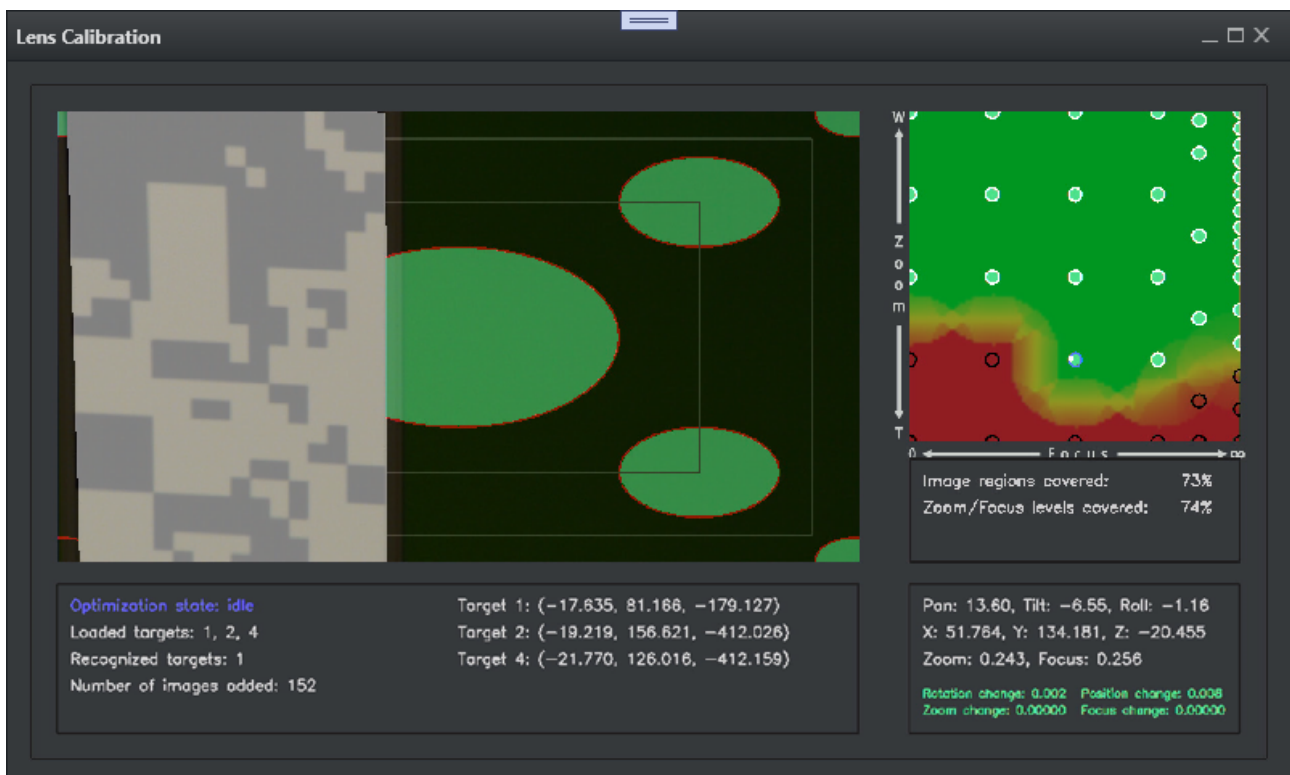 Lens Calibration
W
Zoom
T
0 Focus ∞
Image regions covered: 73%
Zoom/Focus levels covered: 74%
Optimization state: idle
Loaded targets: 1, 2, 4
Recognized targets: 1
Number of images added: 152
Target 1: (-17.635, 81.166, -179.127)
Target 2: (-19.219, 156.621, -412.026)
Target 4: (-21.770, 126.016, -412.159)
Pan: 13.60, Tilt: -6.55, Roll: -1.16
X: 51.764, Y: 134.181, Z: -20.455
Zoom: 0.243, Focus: 0.256
Rotation change: 0.002 Position change: 0.008
Zoom change: 0.00000 Focus change: 0.00000